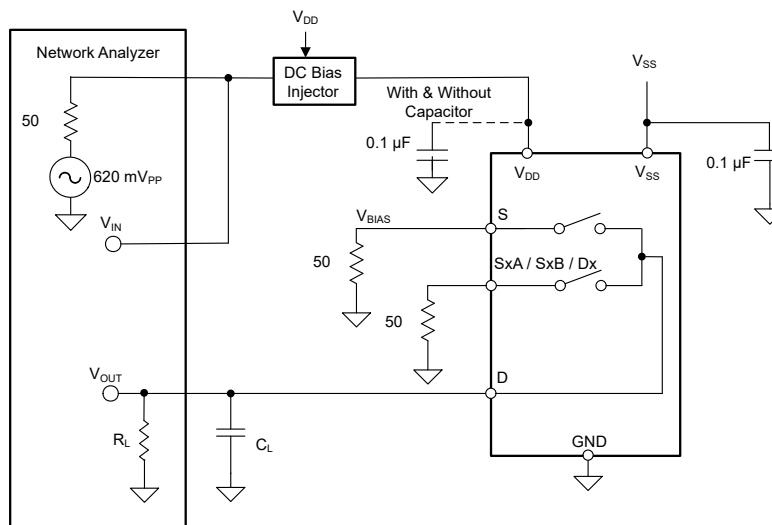 V_DD
Network Analyzer
DC Bias
Injector
V_SS
With & Without
Capacitor
50
0.1 µF
620 mV_PP
V_DD
V_SS
0.1 µF
V_IN
V_BIAS
S
50
SxA / SxB / Dx
50
V_OUT
D
R_L
C_L
GND